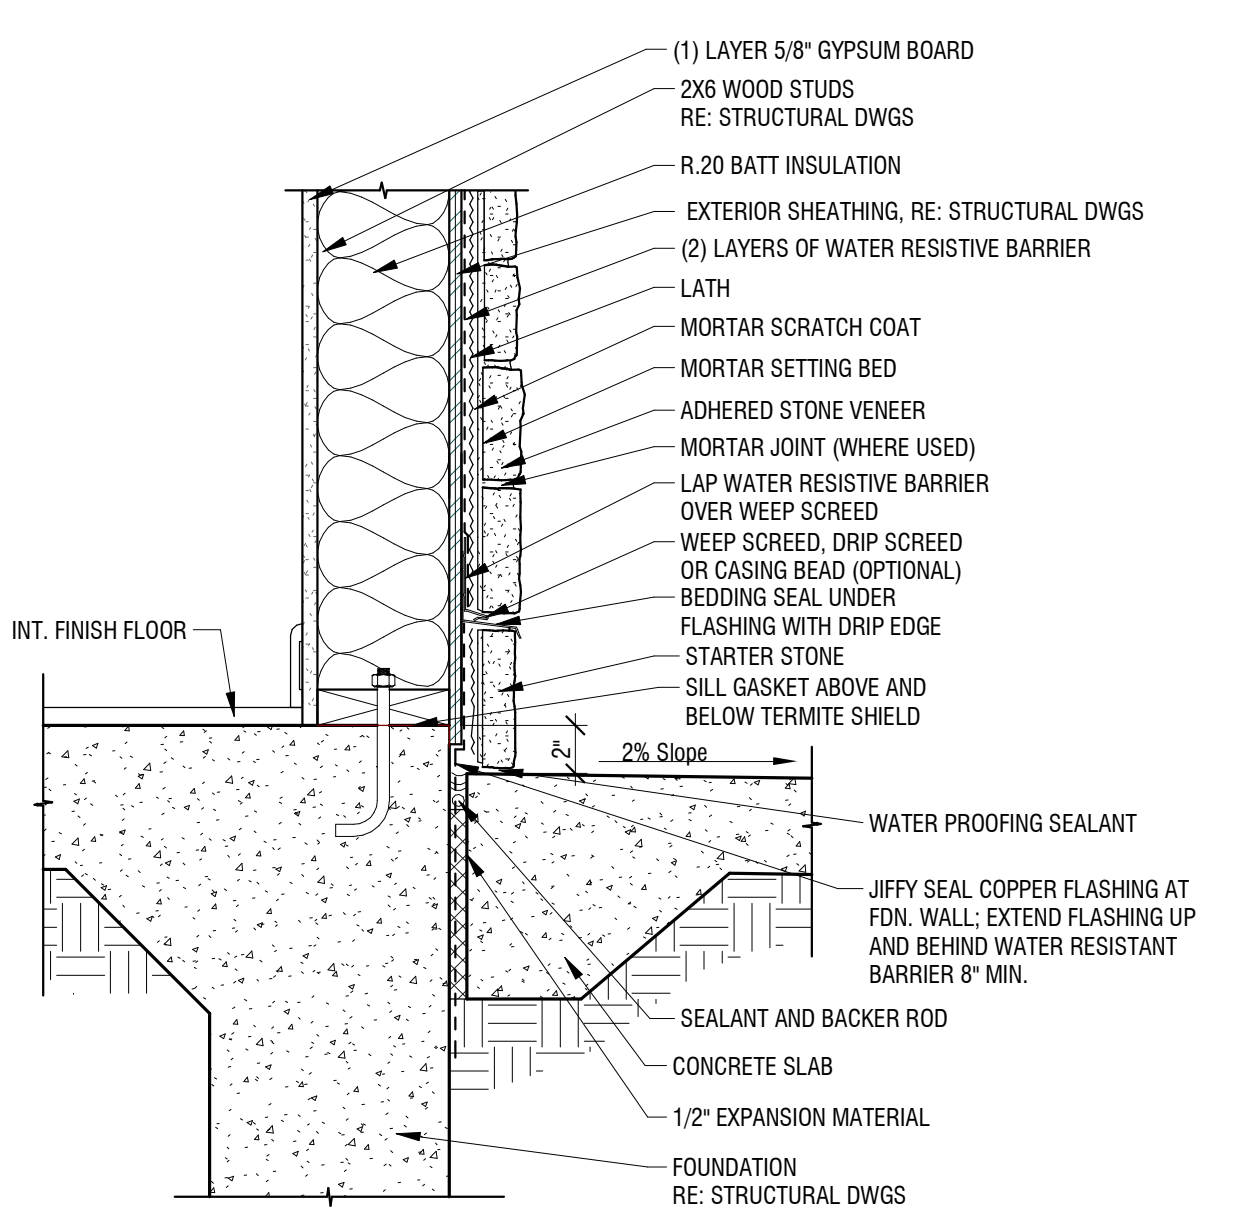 (1) LAYER 5/8" GYPSUM BOARD
2X6 WOOD STUDS
RE: STRUCTURAL DWGS
R.20 BATT INSULATION
EXTERIOR SHEATHING, RE: STRUCTURAL DWGS
(2) LAYERS OF WATER RESISTIVE BARRIER
LATH
MORTAR SCRATCH COAT
MORTAR SETTING BED
ADHERED STONE VENEER
MORTAR JOINT (WHERE USED)
LAP WATER RESISTIVE BARRIER
OVER WEEP SCREED
WEEP SCREED, DRIP SCREED
OR CASING BEAD (OPTIONAL)
BEDDING SEAL UNDER
FLASHING WITH DRIP EDGE
INT. FINISH FLOOR
STARTER STONE
SILL GASKET ABOVE AND
BELOW TERMITE SHIELD
2"
2% Slope
WATER PROOFING SEALANT
JIFFY SEAL COPPER FLASHING AT
FDN. WALL; EXTEND FLASHING UP
AND BEHIND WATER RESISTANT
BARRIER 8" MIN.
SEALANT AND BACKER ROD
CONCRETE SLAB
1/2" EXPANSION MATERIAL
FOUNDATION
RE: STRUCTURAL DWGS